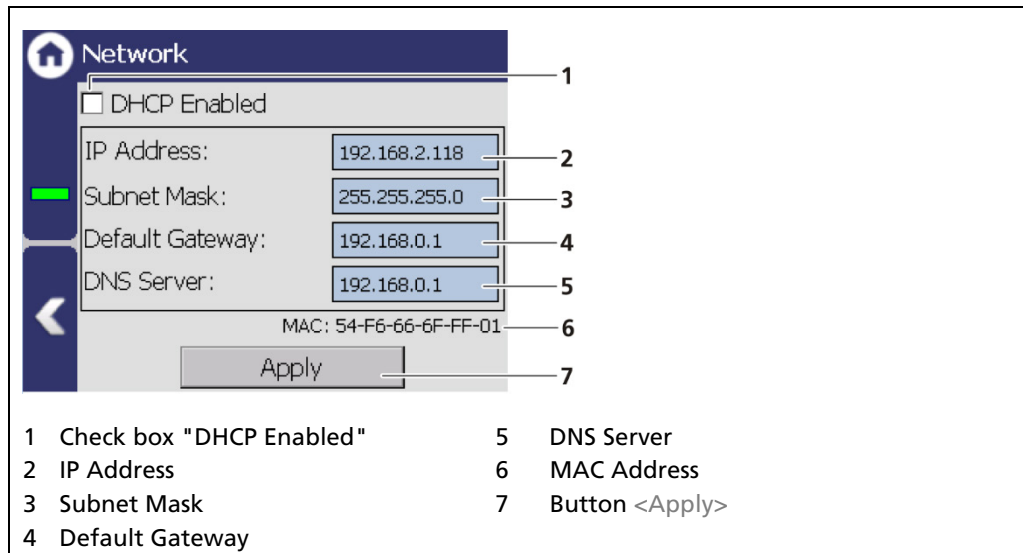 Network
1
DHCP Enabled
IP Address: 192.168.2.118 2
Subnet Mask: 255.255.255.0 3
Default Gateway: 192.168.0.1 4
DNS Server: 192.168.0.1 5
MAC: 54-F6-66-6F-FF-01 6
Apply 7
1 Check box "DHCP Enabled" 5 DNS Server
2 IP Address 6 MAC Address
3 Subnet Mask 7 Button <Apply>
4 Default Gateway